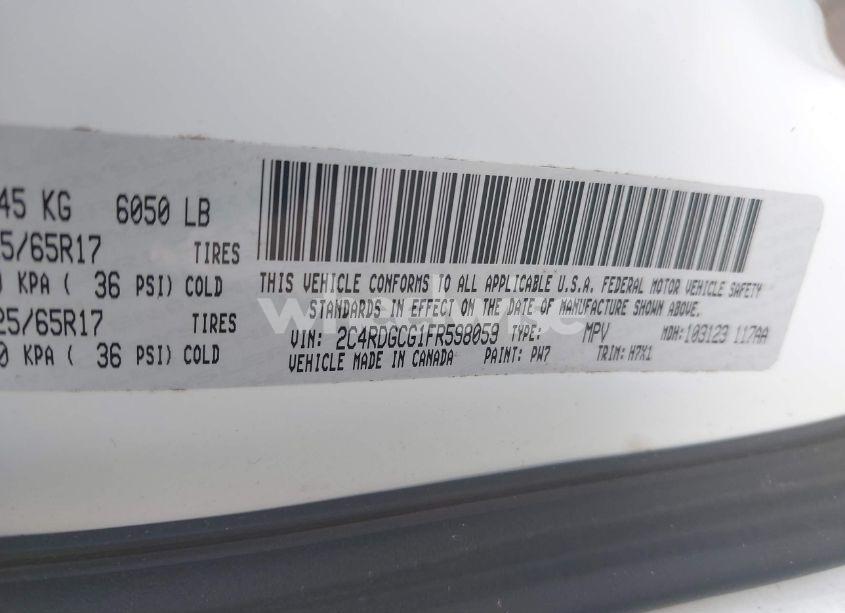 45 KG 6050 LB
5/65R17 TIRES
KPA ( 36 PSI) COLD
25/65R17 TIRES
0 KPA ( 36 PSI) COLD
THIS VEHICLE CONFORMS TO ALL APPLICABLE U.S.A. FEDERAL MOTOR VEHICLE SAFETY
STANDARDS IN EFFECT ON THE DATE OF MANUFACTURE SHOWN ABOVE.
VIN: 2C4RDGCG1FR598059 TYPE: MPV MDH: 103123 117AA
VEHICLE MADE IN CANADA PAINT: PW7 TRIM: H7X1